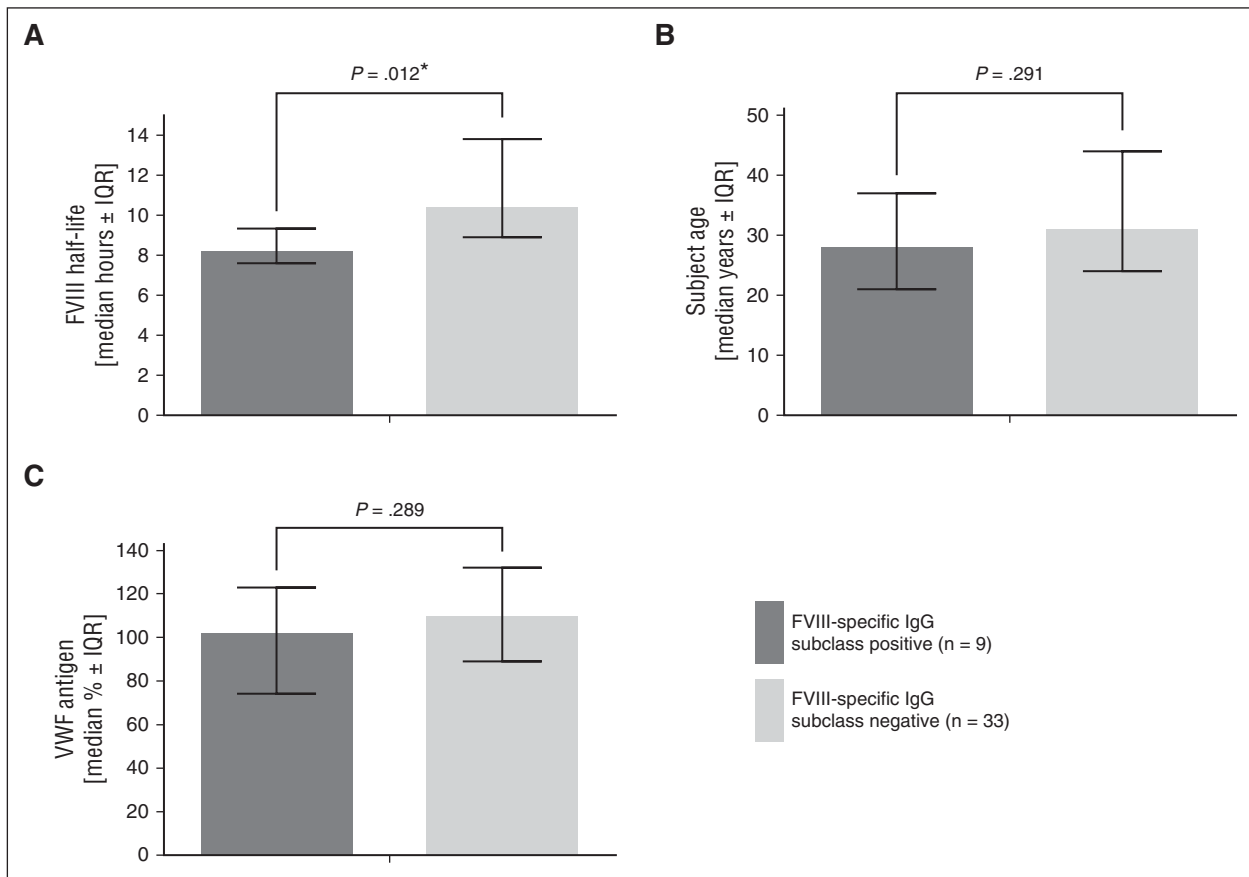 A
P = .012*
FVIII half-life
[median hours ± IQR]
14
12
10
8
6
4
2
0
B
P = .291
Subject age
[median years ± IQR]
50
40
30
20
10
0
C
P = .289
VWF antigen
[median % ± IQR]
140
120
100
80
60
40
20
0
FVIII-specific IgG
subclass positive (n = 9)
FVIII-specific IgG
subclass negative (n = 33)